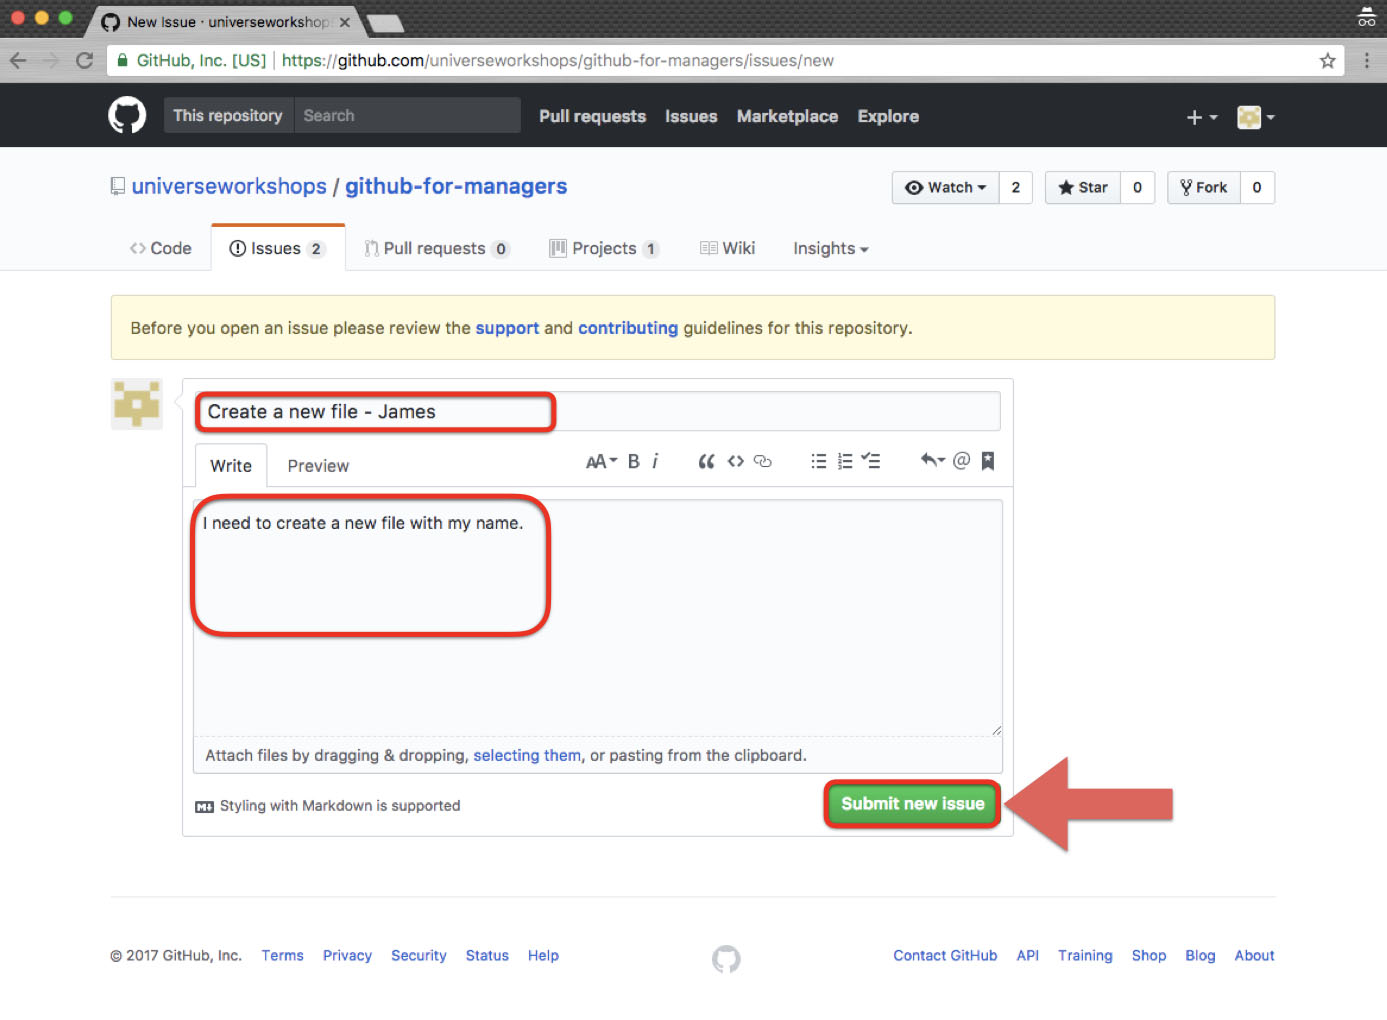 New Issue · universeworkshop
GitHub, Inc. [US] | https://github.com/universeworkshops/github-for-managers/issues/new
This repository Search Pull requests Issues Marketplace Explore
universeworkshops / github-for-managers Watch 2 Star 0 Fork 0
Code Issues 2 Pull requests 0 Projects 1 Wiki Insights
Before you open an issue please review the support and contributing guidelines for this repository.
Create a new file - James
Write Preview AA B i
I need to create a new file with my name.
Attach files by dragging & dropping, selecting them, or pasting from the clipboard.
Styling with Markdown is supported Submit new issue
© 2017 GitHub, Inc. Terms Privacy Security Status Help Contact GitHub API Training Shop Blog About